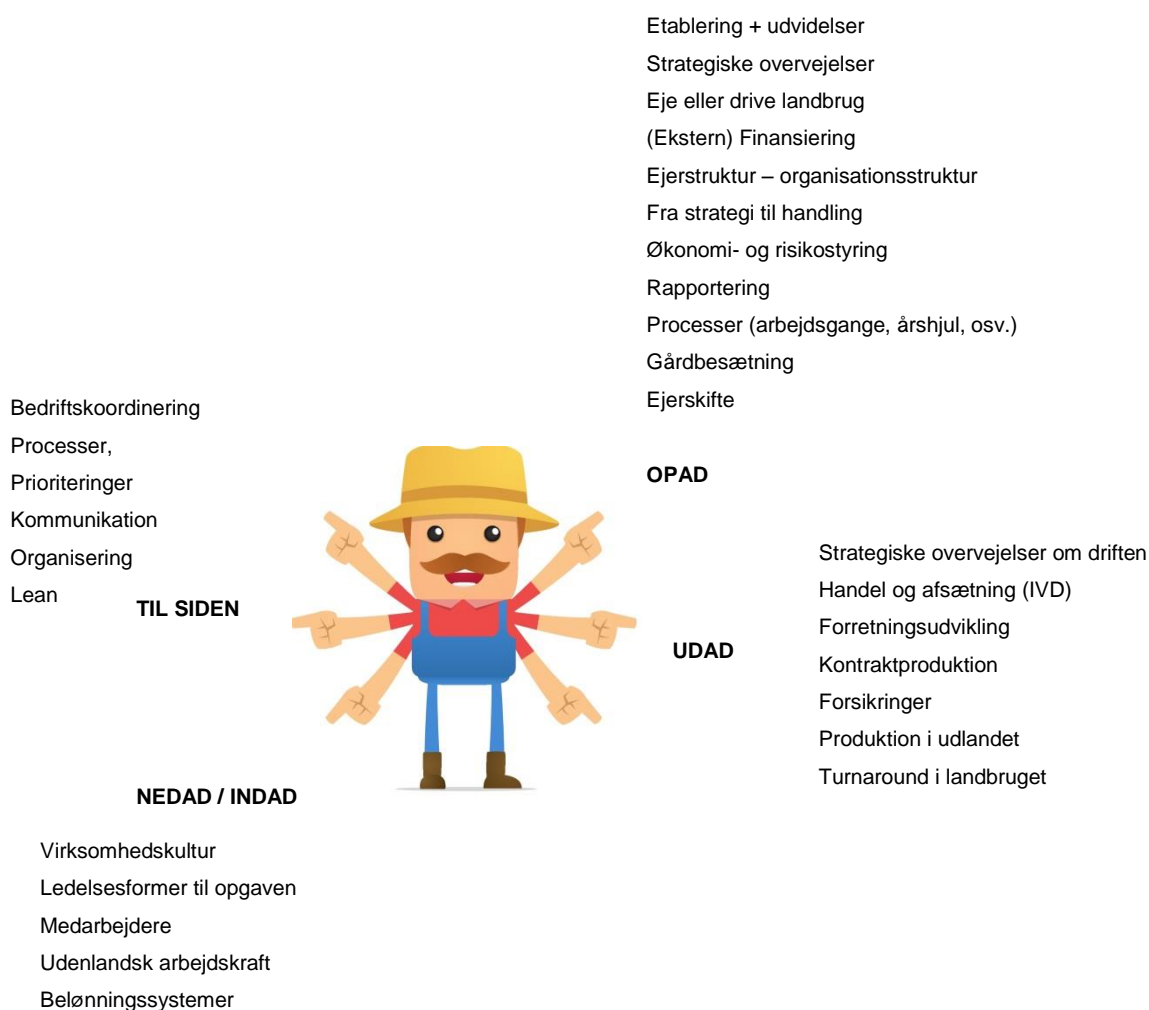 Etablering + udvidelser
Strategiske overvejelser
Eje eller drive landbrug
(Ekstern) Finansiering
Ejerstruktur – organisationsstruktur
Fra strategi til handling
Økonomi- og risikostyring
Rapportering
Processer (arbejdsgange, årshjul, osv.)
Gårdbesætning
Ejerskifte
OPAD
Bedriftskoordinering
Processer,
Prioriteringer
Kommunikation
Organisering
Lean
TIL SIDEN
UDAD
Strategiske overvejelser om driften
Handel og afsætning (IVD)
Forretningsudvikling
Kontraktproduktion
Forsikringer
Produktion i udlandet
Turnaround i landbruget
NEDAD / INDAD
Virksomhedskultur
Ledelsesformer til opgaven
Medarbejdere
Udenlandsk arbejdskraft
Belønningssystemer